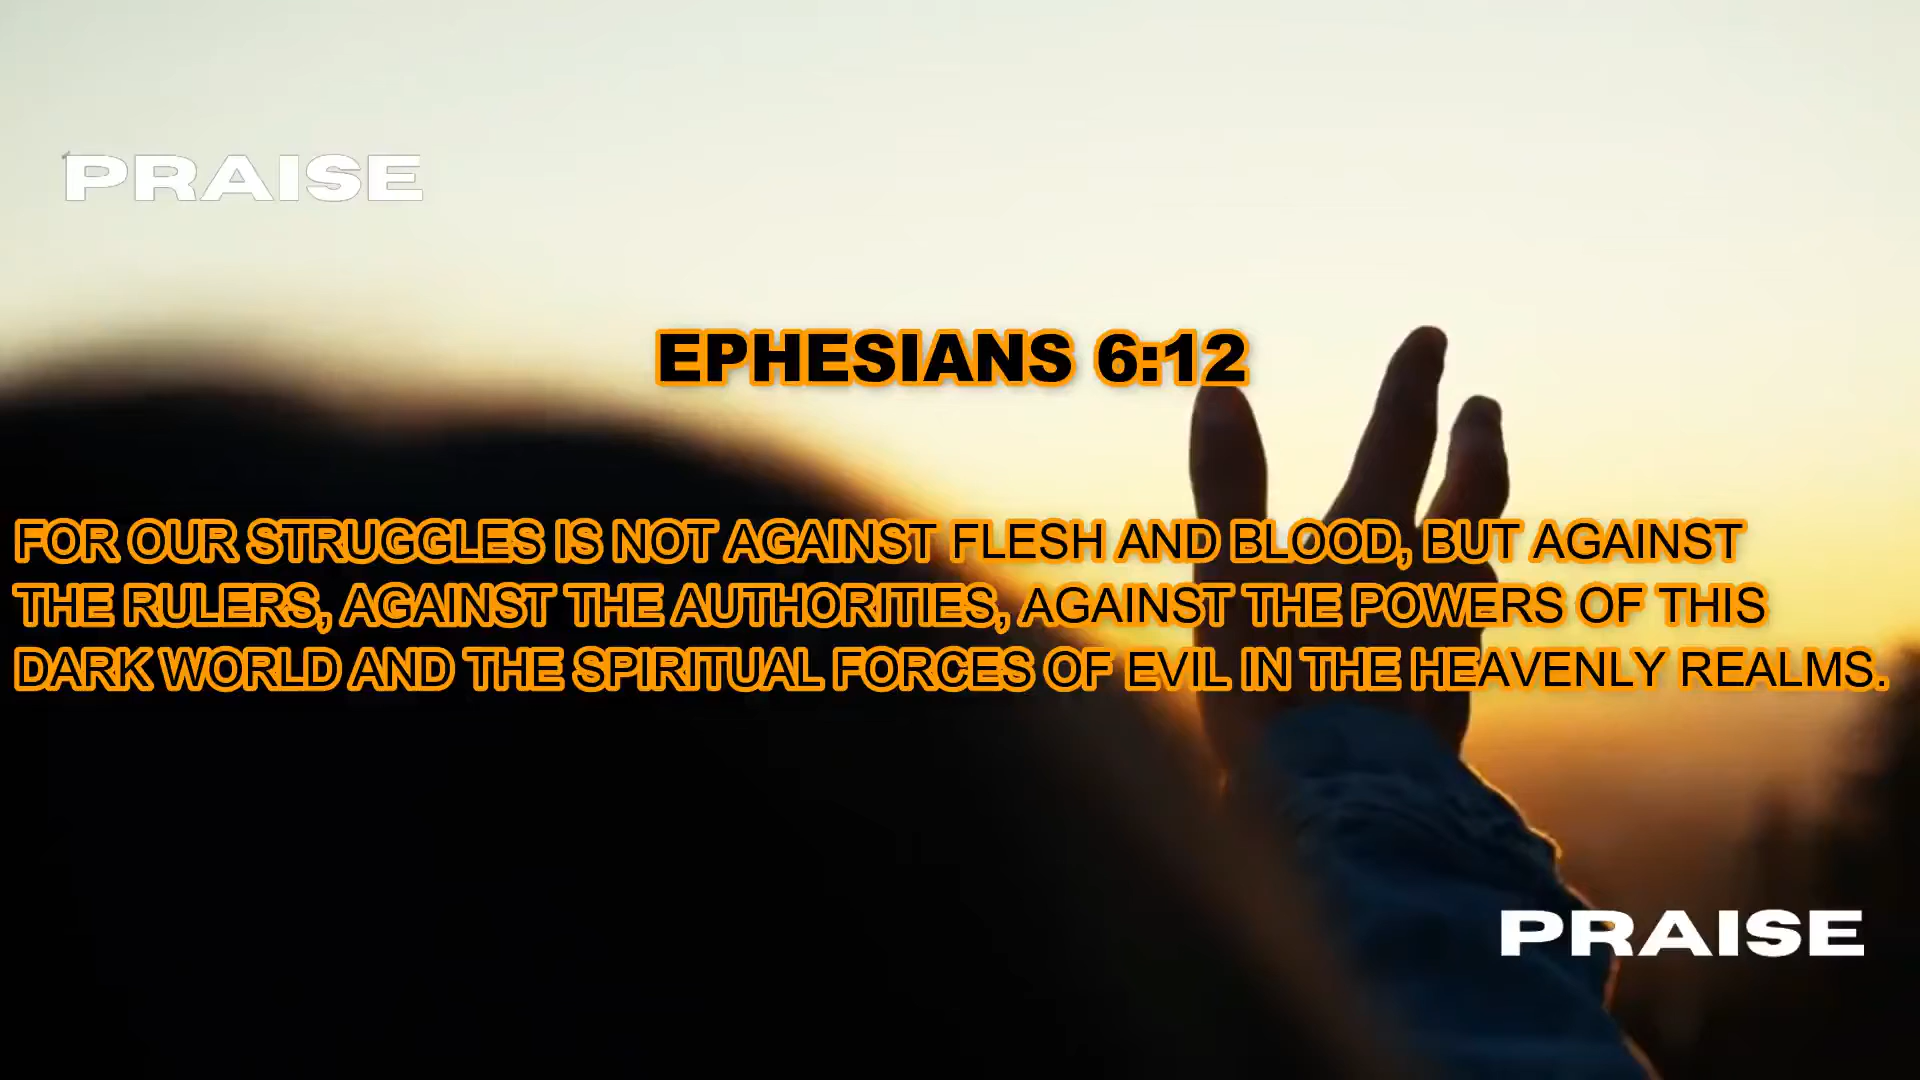 PRAISE
EPHESIANS 6:12
FOR OUR STRUGGLES IS NOT AGAINST FLESH AND BLOOD, BUT AGAINST
THE RULERS, AGAINST THE AUTHORITIES, AGAINST THE POWERS OF THIS
DARK WORLD AND THE SPIRITUAL FORCES OF EVIL IN THE HEAVENLY REALMS.
PRAISE